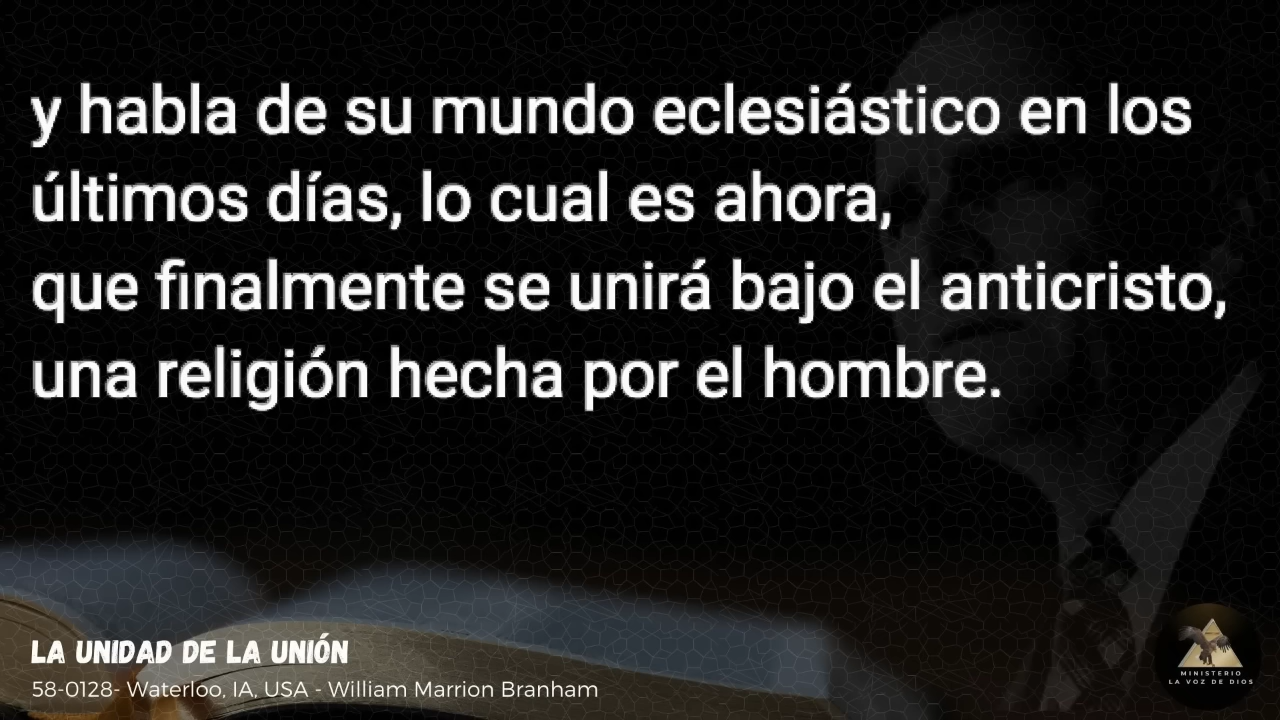 y habla de su mundo eclesiástico en los
últimos días, lo cual es ahora,
que finalmente se unirá bajo el anticristo,
una religión hecha por el hombre.
LA UNIDAD DE LA UNIÓN
58-0128- Waterloo, IA, USA - William Marrion Branham
MINISTERIO
LA VOZ DE DIOS